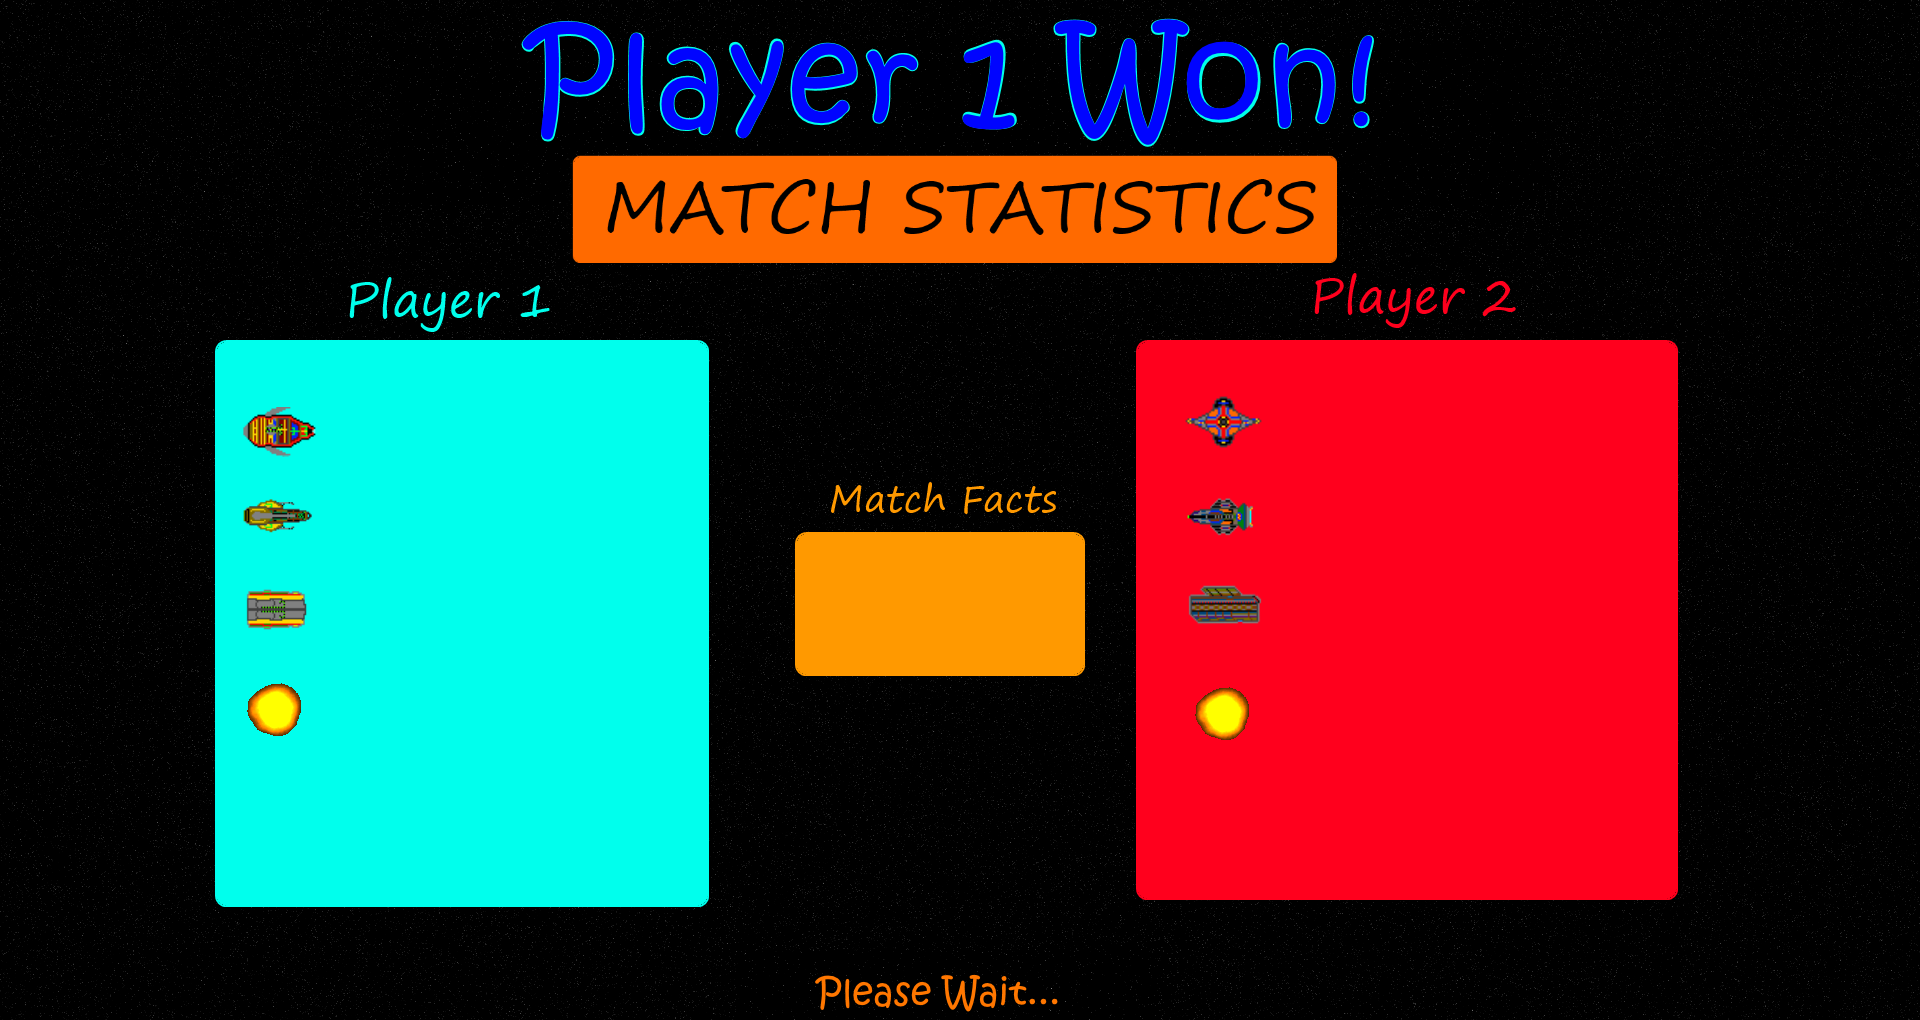 Player 1 Won!
MATCH STATISTICS
Player 1
Player 2
Match Facts
Please Wait...